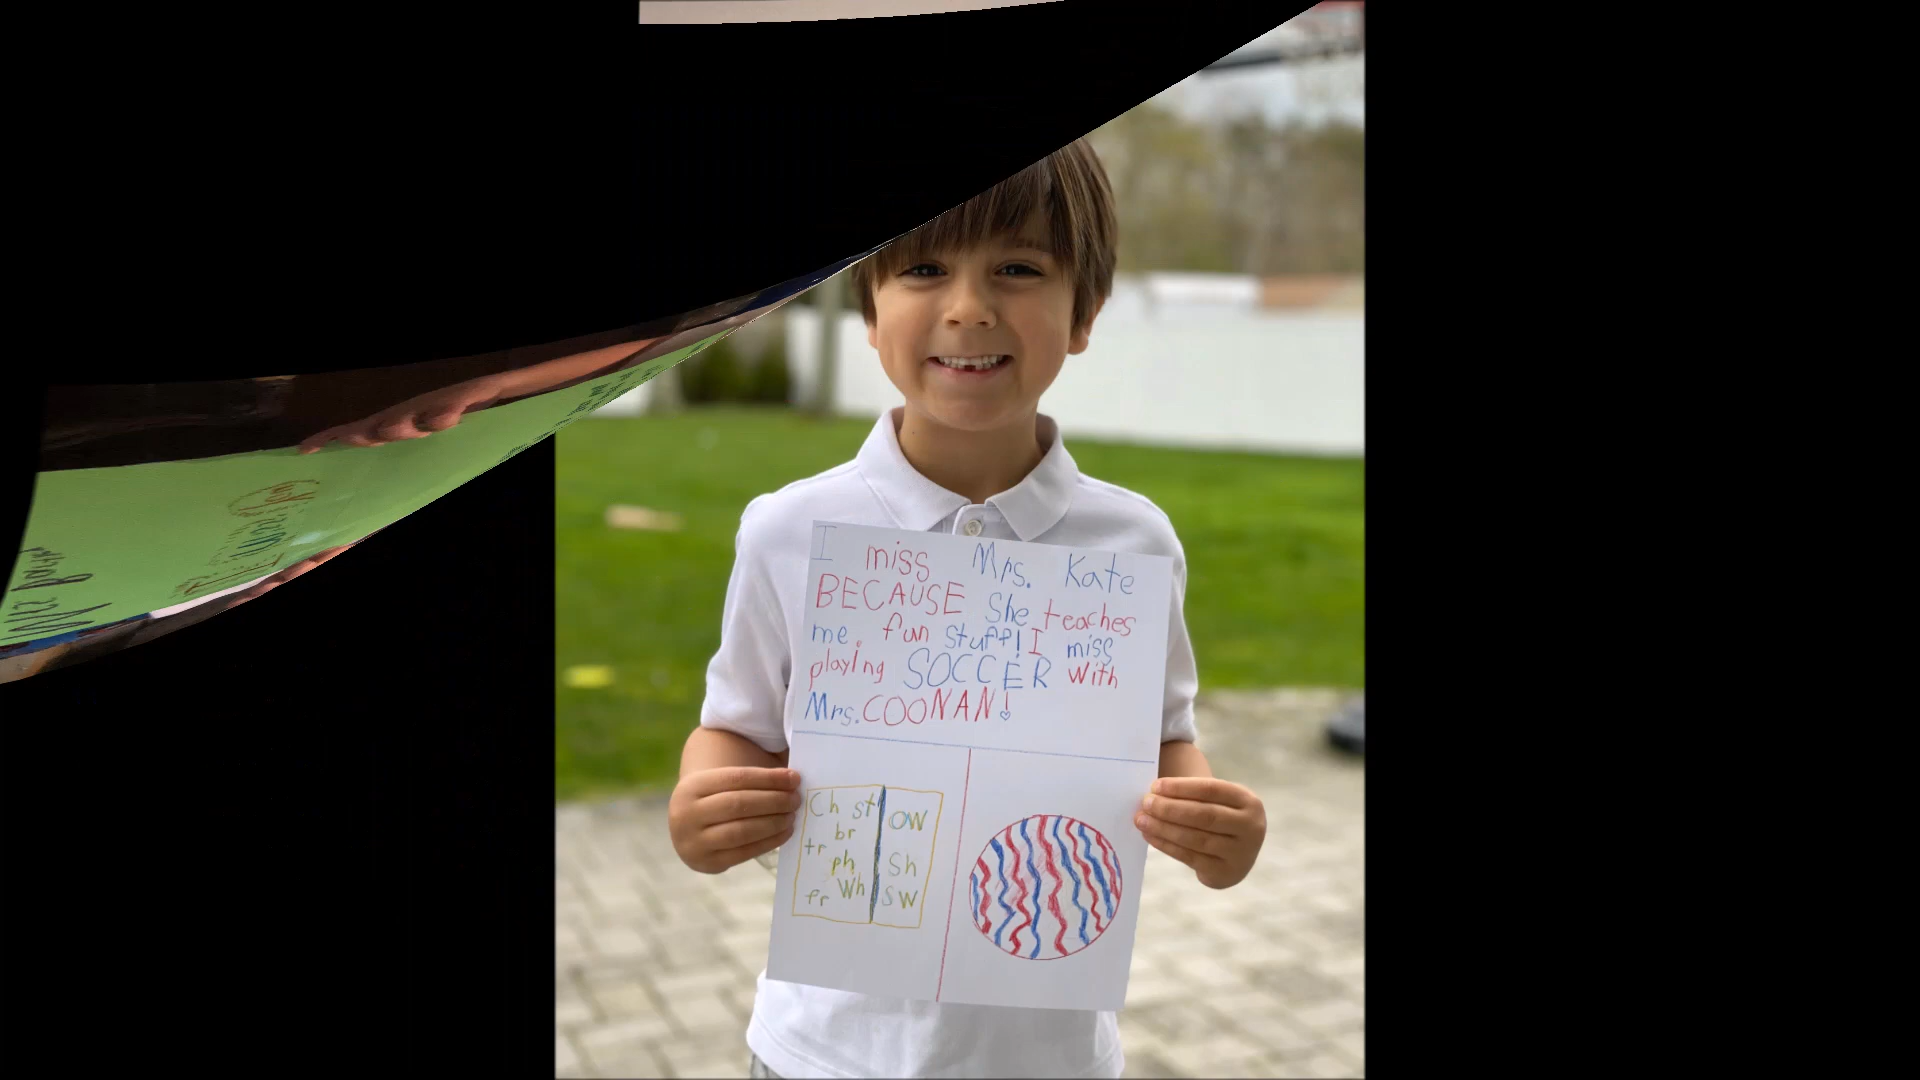 I miss Mrs. Kate
BECAUSE She teaches
me. fun stuff! I miss
playing SOCCER with
Mrs. COONAN!
Ch st
br
tr
ph
Wh
fr
OW
Sh
SW